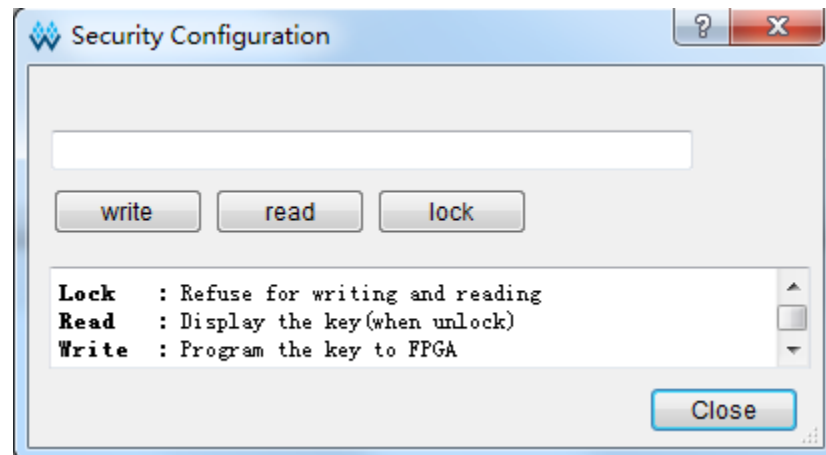 Security Configuration
write read lock
Lock : Refuse for writing and reading
Read : Display the key(when unlock)
Write : Program the key to FPGA
Close